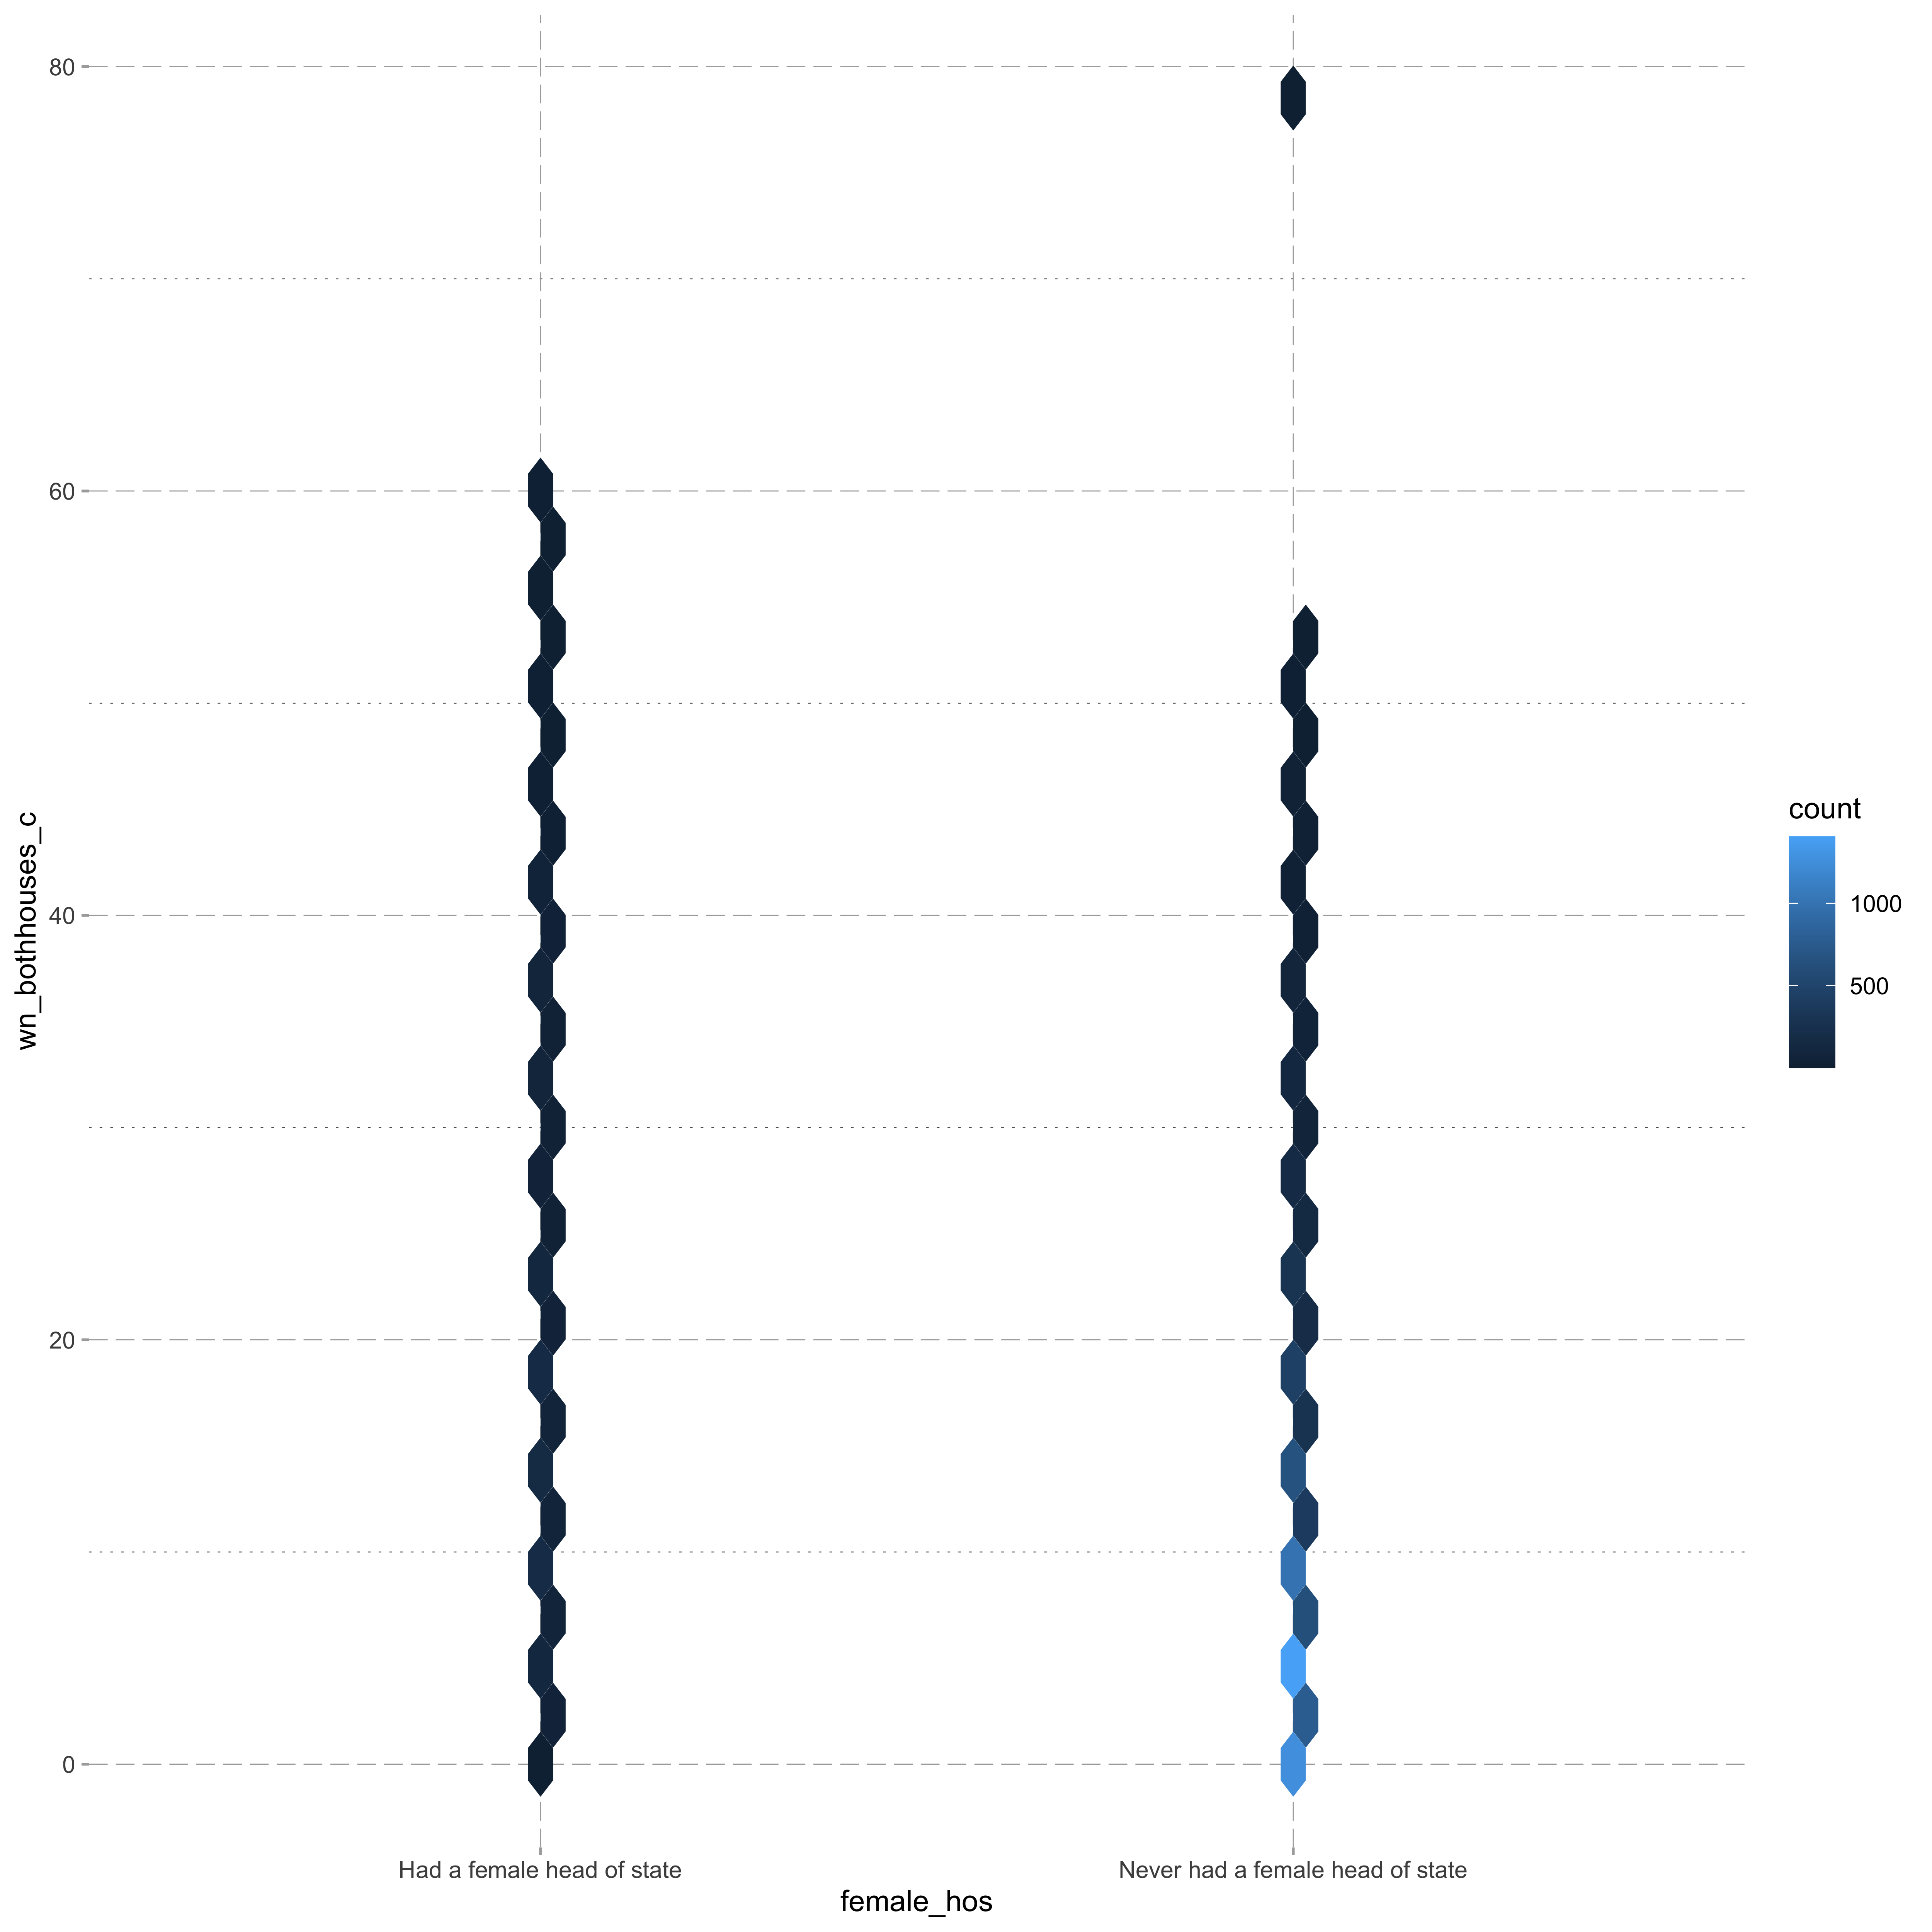 80
60
40
20
0
wn_bothhouses_c
Had a female head of state
Never had a female head of state
female_hos
count
1000
500